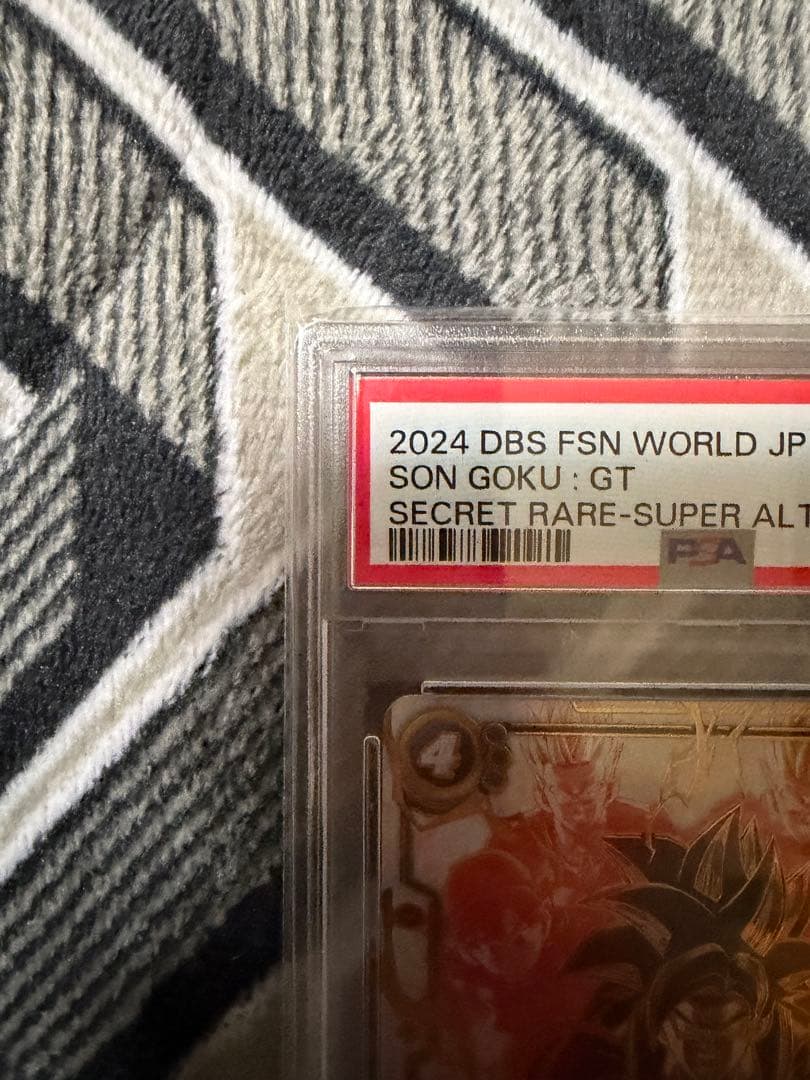 2024 DBS FSN WORLD JP
SON GOKU : GT
SECRET RARE-SUPER ALT
PSA
4